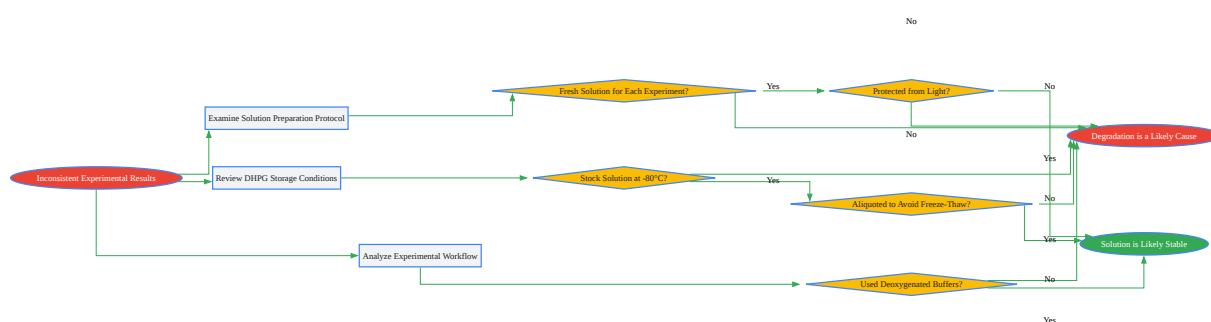 No
Fresh Solution for Each Experiment?
Yes
Protected from Light?
No
Examine Solution Preparation Protocol
No
Degradation is a Likely Cause
Yes
Inconsistent Experimental Results
Review DHPG Storage Conditions
Stock Solution at -80°C?
Yes
Aliquoted to Avoid Freeze-Thaw?
No
Yes
Solution is Likely Stable
Analyze Experimental Workflow
Used Deoxygenated Buffers?
No
Yes